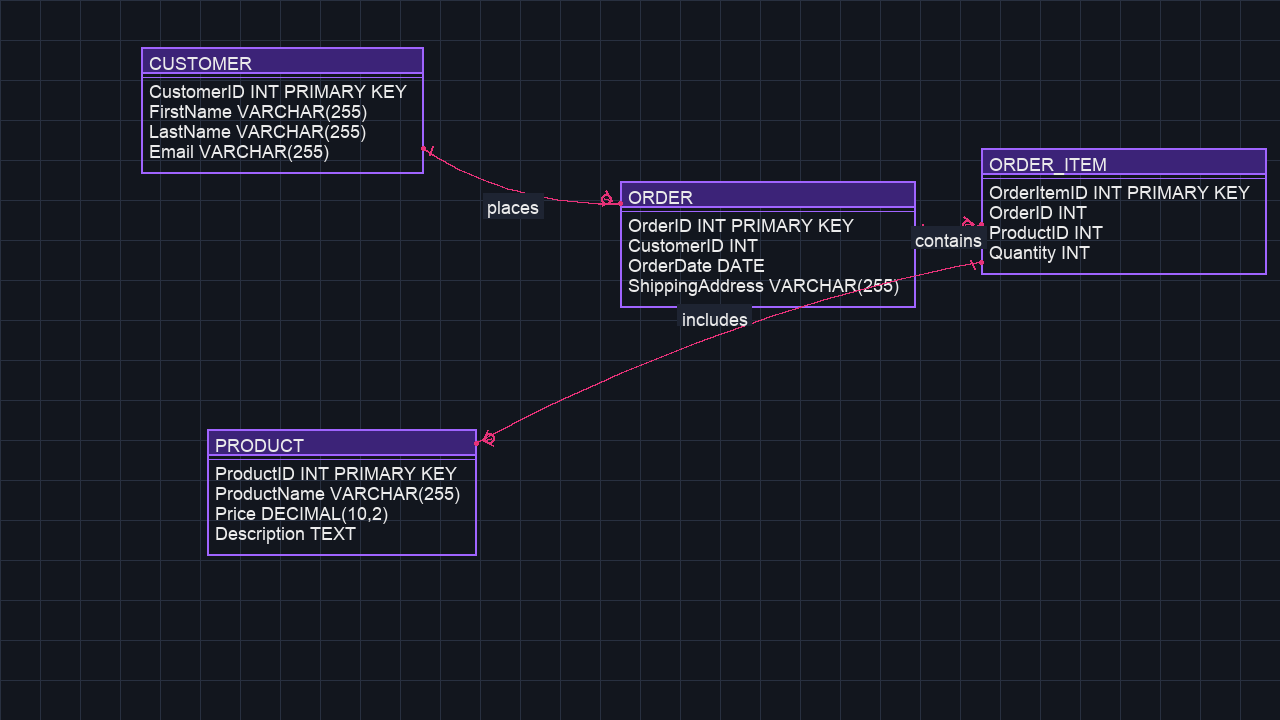 CUSTOMER
CustomerID INT PRIMARY KEY
FirstName VARCHAR(255)
LastName VARCHAR(255)
Email VARCHAR(255)
places
ORDER
OrderID INT PRIMARY KEY
CustomerID INT
OrderDate DATE
ShippingAddress VARCHAR(255)
contains
ORDER_ITEM
OrderItemID INT PRIMARY KEY
OrderID INT
ProductID INT
Quantity INT
includes
PRODUCT
ProductID INT PRIMARY KEY
ProductName VARCHAR(255)
Price DECIMAL(10,2)
Description TEXT